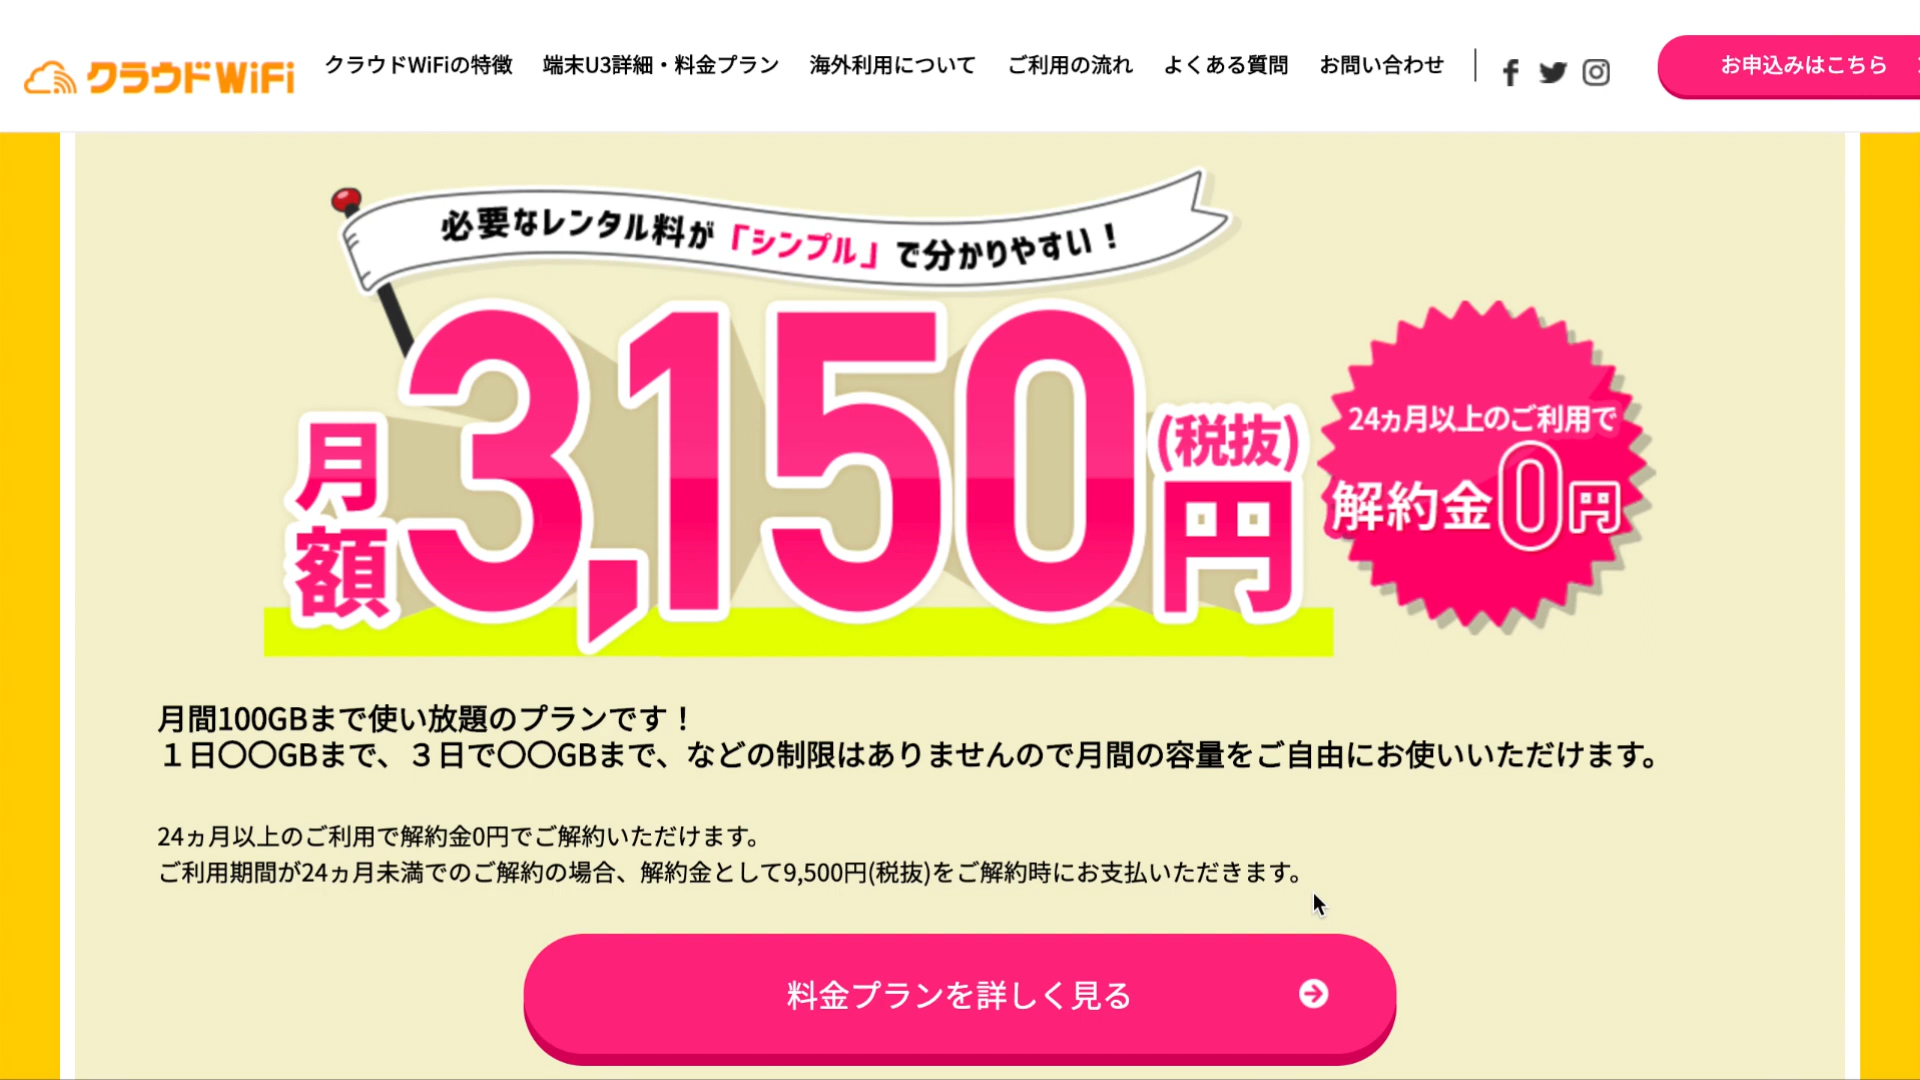 クラウドWiFi
クラウドWiFiの特徴 端末U3詳細・料金プラン 海外利用について ご利用の流れ よくある質問 お問い合わせ
お申込みはこちら
必要なレンタル料が「シンプル」で分かりやすい！
月額3,150円(税抜)
24ヵ月以上のご利用で
解約金0円
月間100GBまで使い放題のプランです！
１日〇〇GBまで、３日で〇〇GBまで、などの制限はありませんので月間の容量をご自由にお使いいただけます。
24ヵ月以上のご利用で解約金0円でご解約いただけます。
ご利用期間が24ヵ月未満でのご解約の場合、解約金として9,500円(税抜)をご解約時にお支払いただきます。
料金プランを詳しく見る